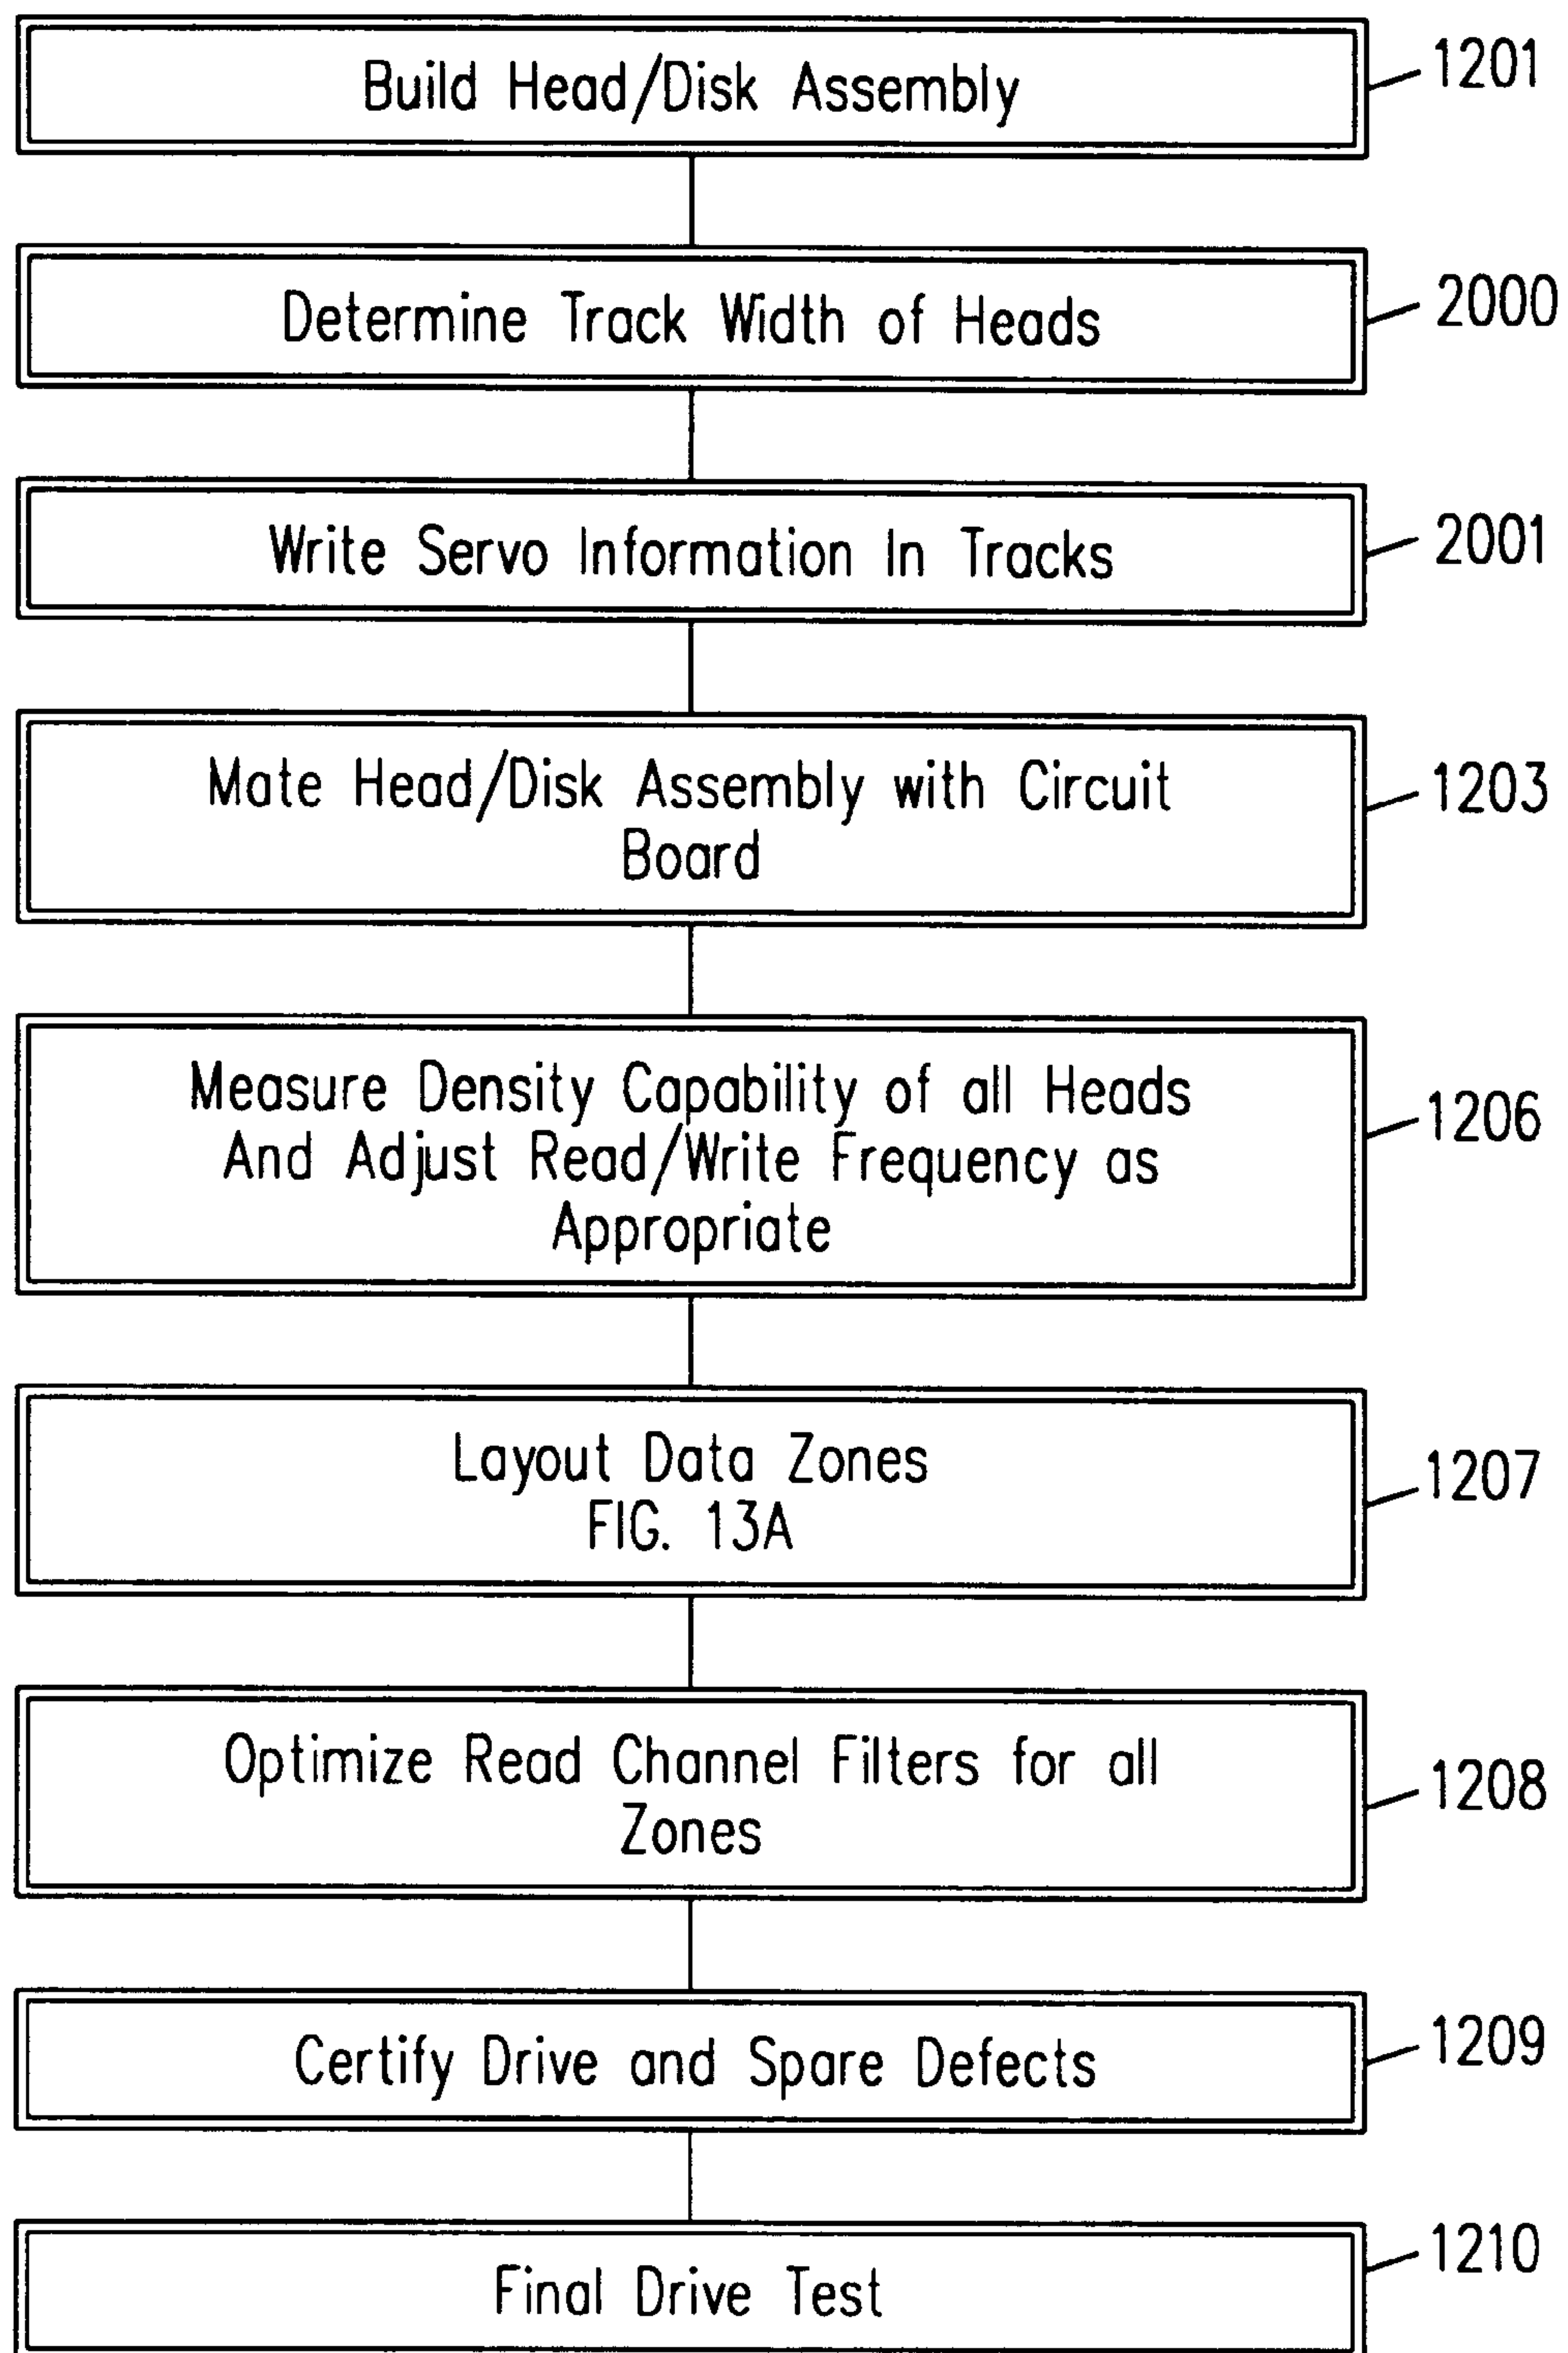 Build Head/Disk Assembly
1201
Determine Track Width of Heads
2000
Write Servo Information In Tracks
2001
Mate Head/Disk Assembly with Circuit
Board
1203
Measure Density Capability of all Heads
And Adjust Read/Write Frequency as
Appropriate
1206
Layout Data Zones
FIG. 13A
1207
Optimize Read Channel Filters for all
Zones
1208
Certify Drive and Spare Defects
1209
Final Drive Test
1210